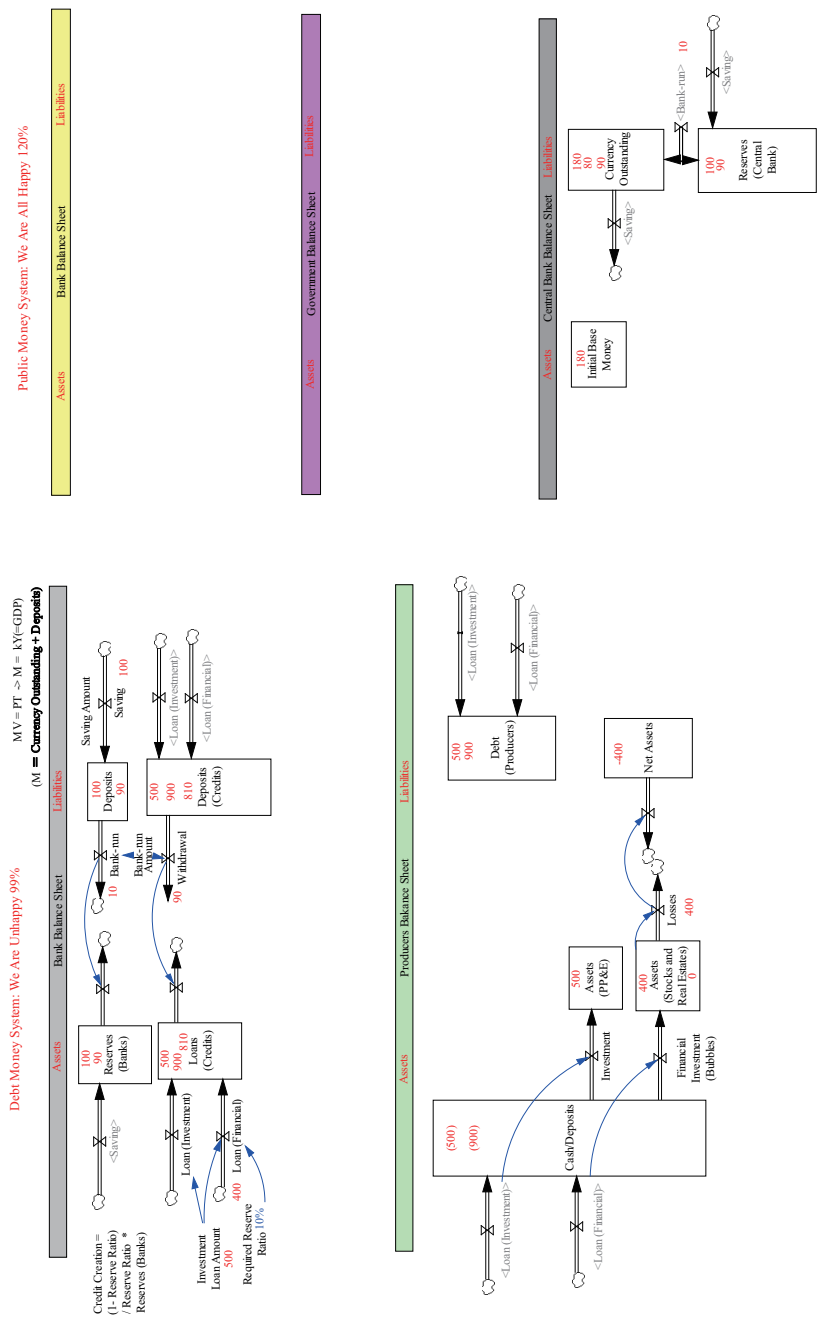 Debt Money System: We Are Unhappy 99%
MV = PT -> M = kY(=GDP)
(M = Currency Outstanding + Deposits)
Assets
Bank Balance Sheet
Liabilities
Credit Creation =
(1- Reserve Ratio)
/ Reserve Ratio *
Reserves (Banks)
<Saving>
100
90
Reserves
(Banks)
10
Bank-run
100
Deposits
90
Saving Amount
Saving
100
Bank-run
Amount
Loan (Investment)
500
900
810
Loans
(Credits)
90
Withdrawal
500
900
810
Deposits
(Credits)
<Loan (Investment)>
<Loan (Financial)>
Investment
Loan Amount
500
400
Loan (Financial)
Required Reserve
Ratio 10%
Assets
Producers Bakance Sheet
Liabilities
(500)
(900)
Cash/Deposits
<Loan (Investment)>
<Loan (Financial)>
Investment
500
Assets
(PP&E)
Financial
Investment
(Bubbles)
400
Assets
(Stocks and
Real Estates)
0
Losses
400
-400
Net Assets
500
900
Debt
(Producers)
<Loan (Investment)>
<Loan (Financial)>
Public Money System: We Are All Happy 120%
Assets
Bank Balance Sheet
Liabilities
Assets
Government Balance Sheet
Liabilities
Assets
Central Bank Balance Sheet
Liabilities
180
Initial Base
Money
<Saving>
180
80
90
Currency
Outstanding
<Bank-run>
10
100
90
Reserves
(Central
Bank)
<Saving>